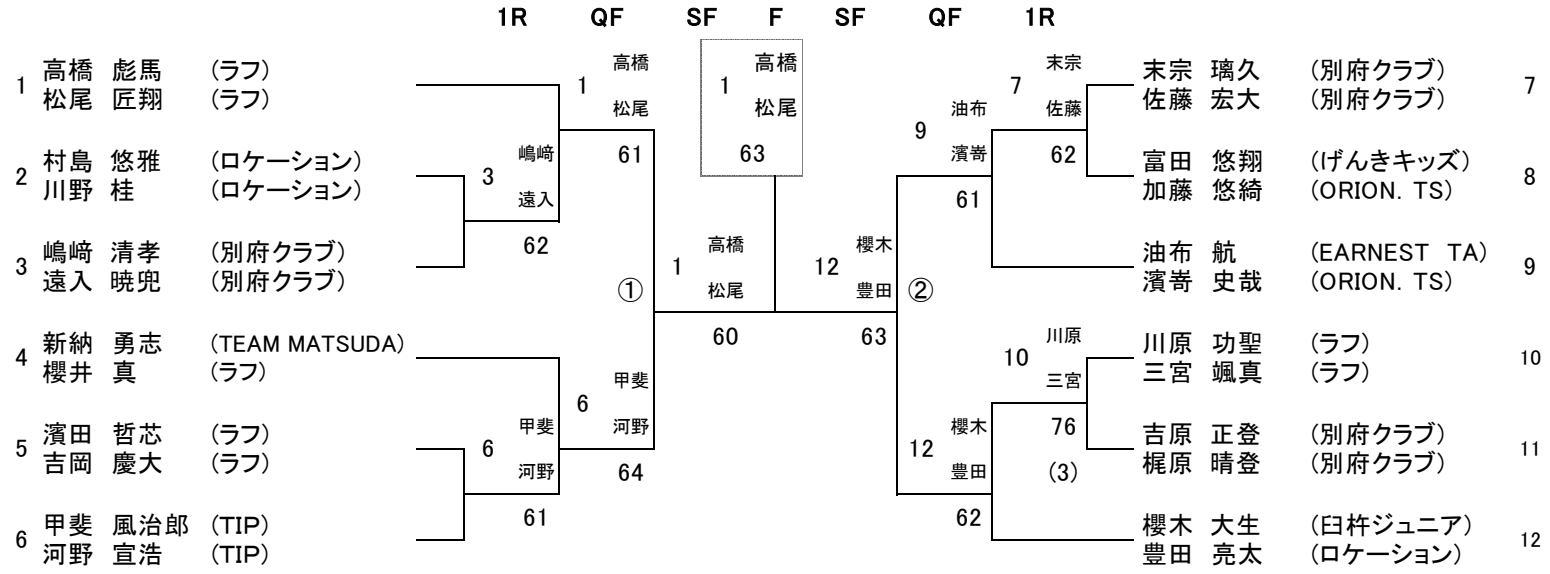 1R QF SF F SF QF 1R
1 高橋 彪馬 (ラフ)
松尾 匠翔 (ラフ)
2 村島 悠雅 (ロケーション)
川野 桂 (ロケーション)
3 嶋﨑 清孝 (別府クラブ)
遠入 暁兜 (別府クラブ)
4 新納 勇志 (TEAM MATSUDA)
櫻井 真 (ラフ)
5 濱田 哲芯 (ラフ)
吉岡 慶大 (ラフ)
6 甲斐 風治郎 (TIP)
河野 宣浩 (TIP)
3 嶋﨑
遠入
62
6 甲斐
河野
61
1 高橋
松尾
61
①
6 甲斐
河野
64
1 高橋
松尾
60
1 高橋
松尾
63
12 櫻木
豊田
63
9 油布
濱嵜
61
②
12 櫻木
豊田
62
7 末宗
佐藤
62
10 川原
三宮
76
(3)
末宗 璃久 (別府クラブ) 7
佐藤 宏大 (別府クラブ)
富田 悠翔 (げんきキッズ) 8
加藤 悠綺 (ORION. TS)
油布 航 (EARNEST TA) 9
濱嵜 史哉 (ORION. TS)
川原 功聖 (ラフ) 10
三宮 颯真 (ラフ)
吉原 正登 (別府クラブ) 11
梶原 晴登 (別府クラブ)
櫻木 大生 (臼杵ジュニア) 12
豊田 亮太 (ロケーション)